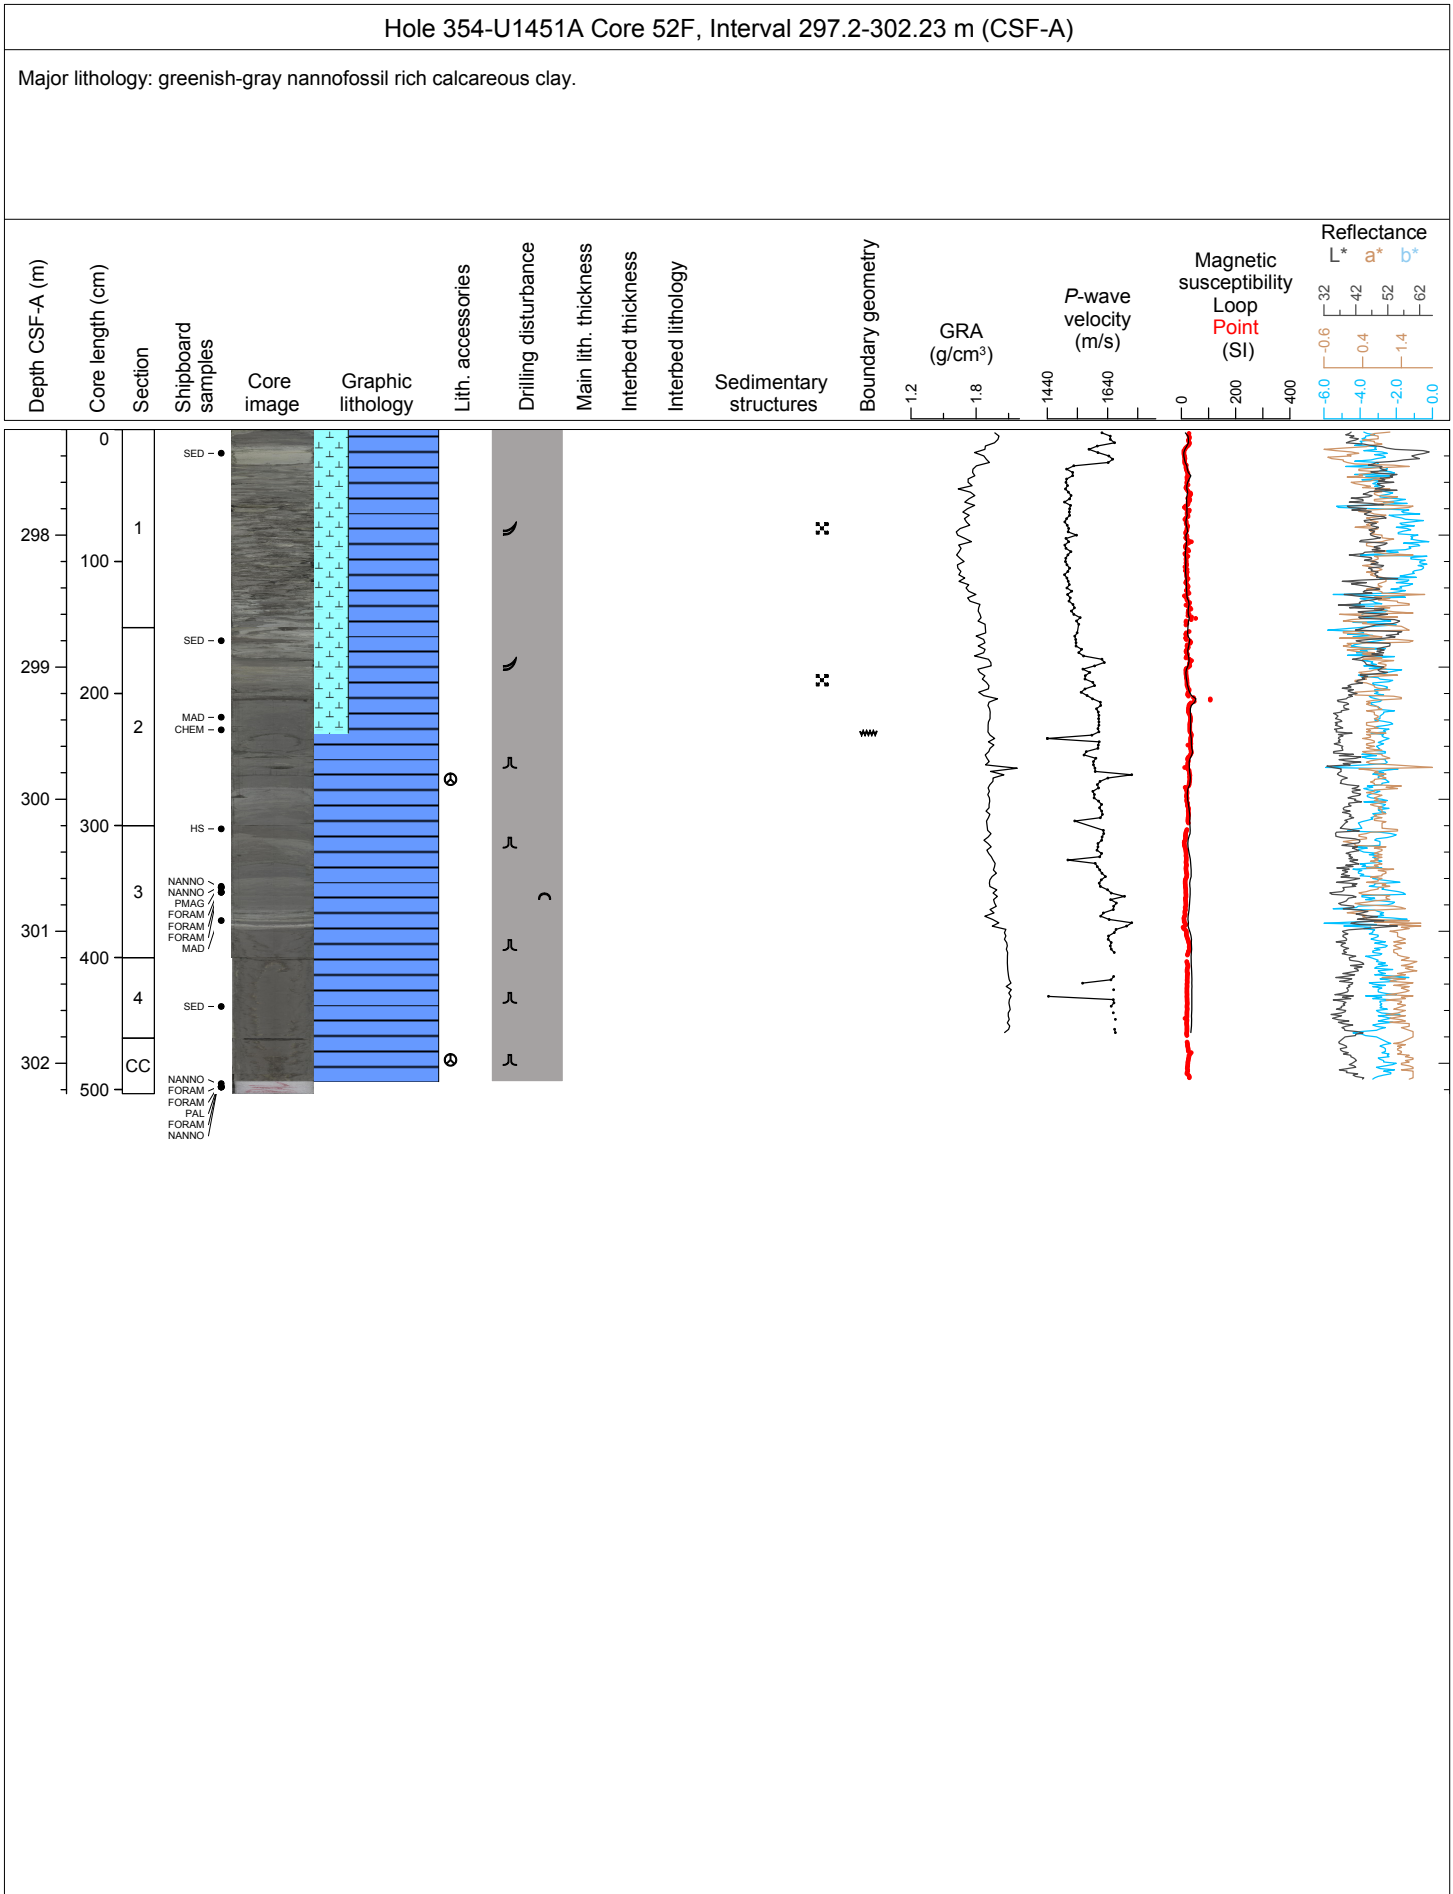 Hole 354-U1451A Core 52F, Interval 297.2-302.23 m (CSF-A)
Major lithology: greenish-gray nannofossil rich calcareous clay.
Depth CSF-A (m)
Core length (cm)
Section
Shipboard
samples
Core
image
Graphic
lithology
Lith. accessories
Drilling disturbance
Main lith. thickness
Interbed thickness
Interbed lithology
Sedimentary
structures
Boundary geometry
GRA
(g/cm³)
1.2
1.8
P-wave
velocity
(m/s)
1440
1640
Magnetic
susceptibility
Loop
Point
(SI)
0
200
400
Reflectance
L* a* b*
32
42
52
62
-0.6
0.4
1.4
-6.0
-4.0
-2.0
0.0
298
299
300
301
302
0
100
200
300
400
500
1
2
3
4
CC
SED
SED
MAD
CHEM
HS
NANNO
NANNO
PMAG
FORAM
FORAM
FORAM
MAD
SED
NANNO
FORAM
FORAM
PAL
FORAM
NANNO